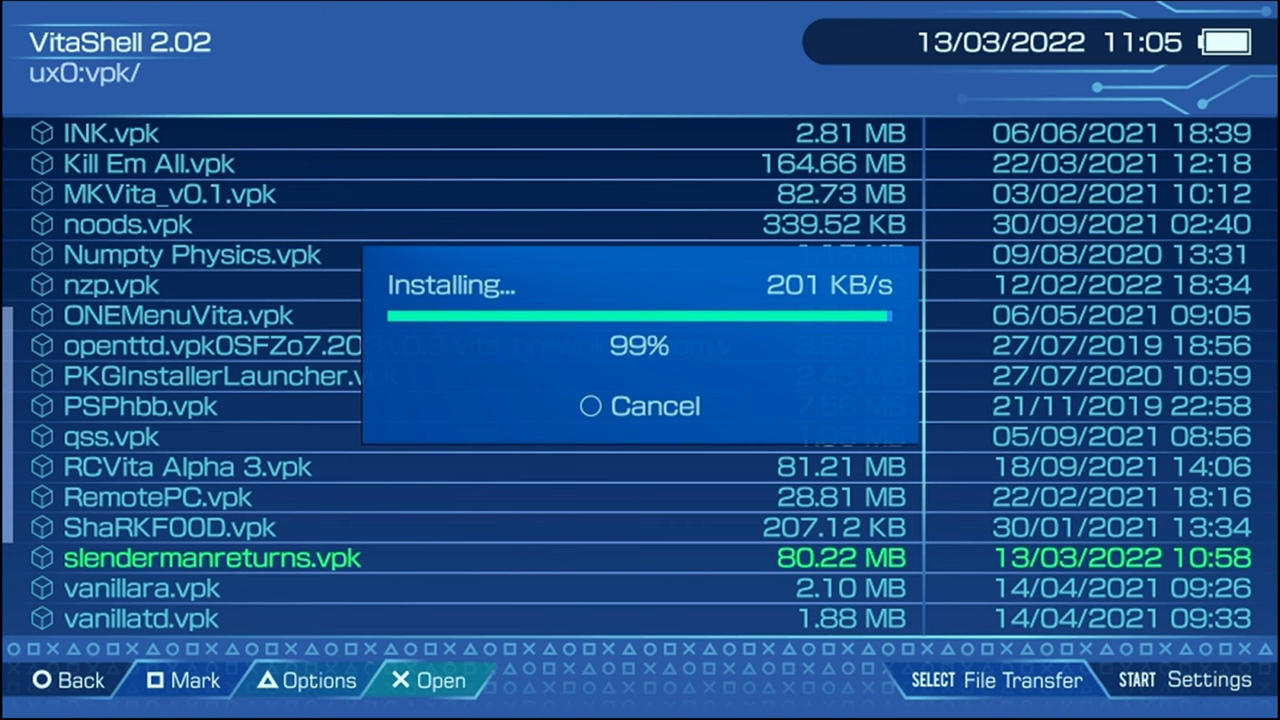 VitaShell 2.02
13/03/2022 11:05
ux0:vpk/
INK.vpk 2.81 MB 06/06/2021 18:39
Kill Em All.vpk 164.66 MB 22/03/2021 12:18
MKVita_v0.1.vpk 82.73 MB 03/02/2021 10:12
noods.vpk 339.52 KB 30/09/2021 02:40
Numpty Physics.vpk 09/08/2020 13:31
nzp.vpk 12/02/2022 18:34
ONEMenuVita.vpk 06/05/2021 09:05
openttd.vpk0SFZo7.20 27/07/2019 18:56
PKGInstallerLauncher.vpk 2.45 MB 27/07/2020 10:59
PSPhbb.vpk 7.56 MB 21/11/2019 22:58
qss.vpk 05/09/2021 08:56
RCVita Alpha 3.vpk 81.21 MB 18/09/2021 14:06
RemotePC.vpk 28.81 MB 22/02/2021 18:16
ShaRKF00D.vpk 207.12 KB 30/01/2021 13:34
slendermanreturns.vpk 80.22 MB 13/03/2022 10:58
vanillara.vpk 2.10 MB 14/04/2021 09:26
vanillatd.vpk 1.88 MB 14/04/2021 09:33
Installing... 201 KB/s
99%
Cancel
Back Mark Options Open SELECT File Transfer START Settings